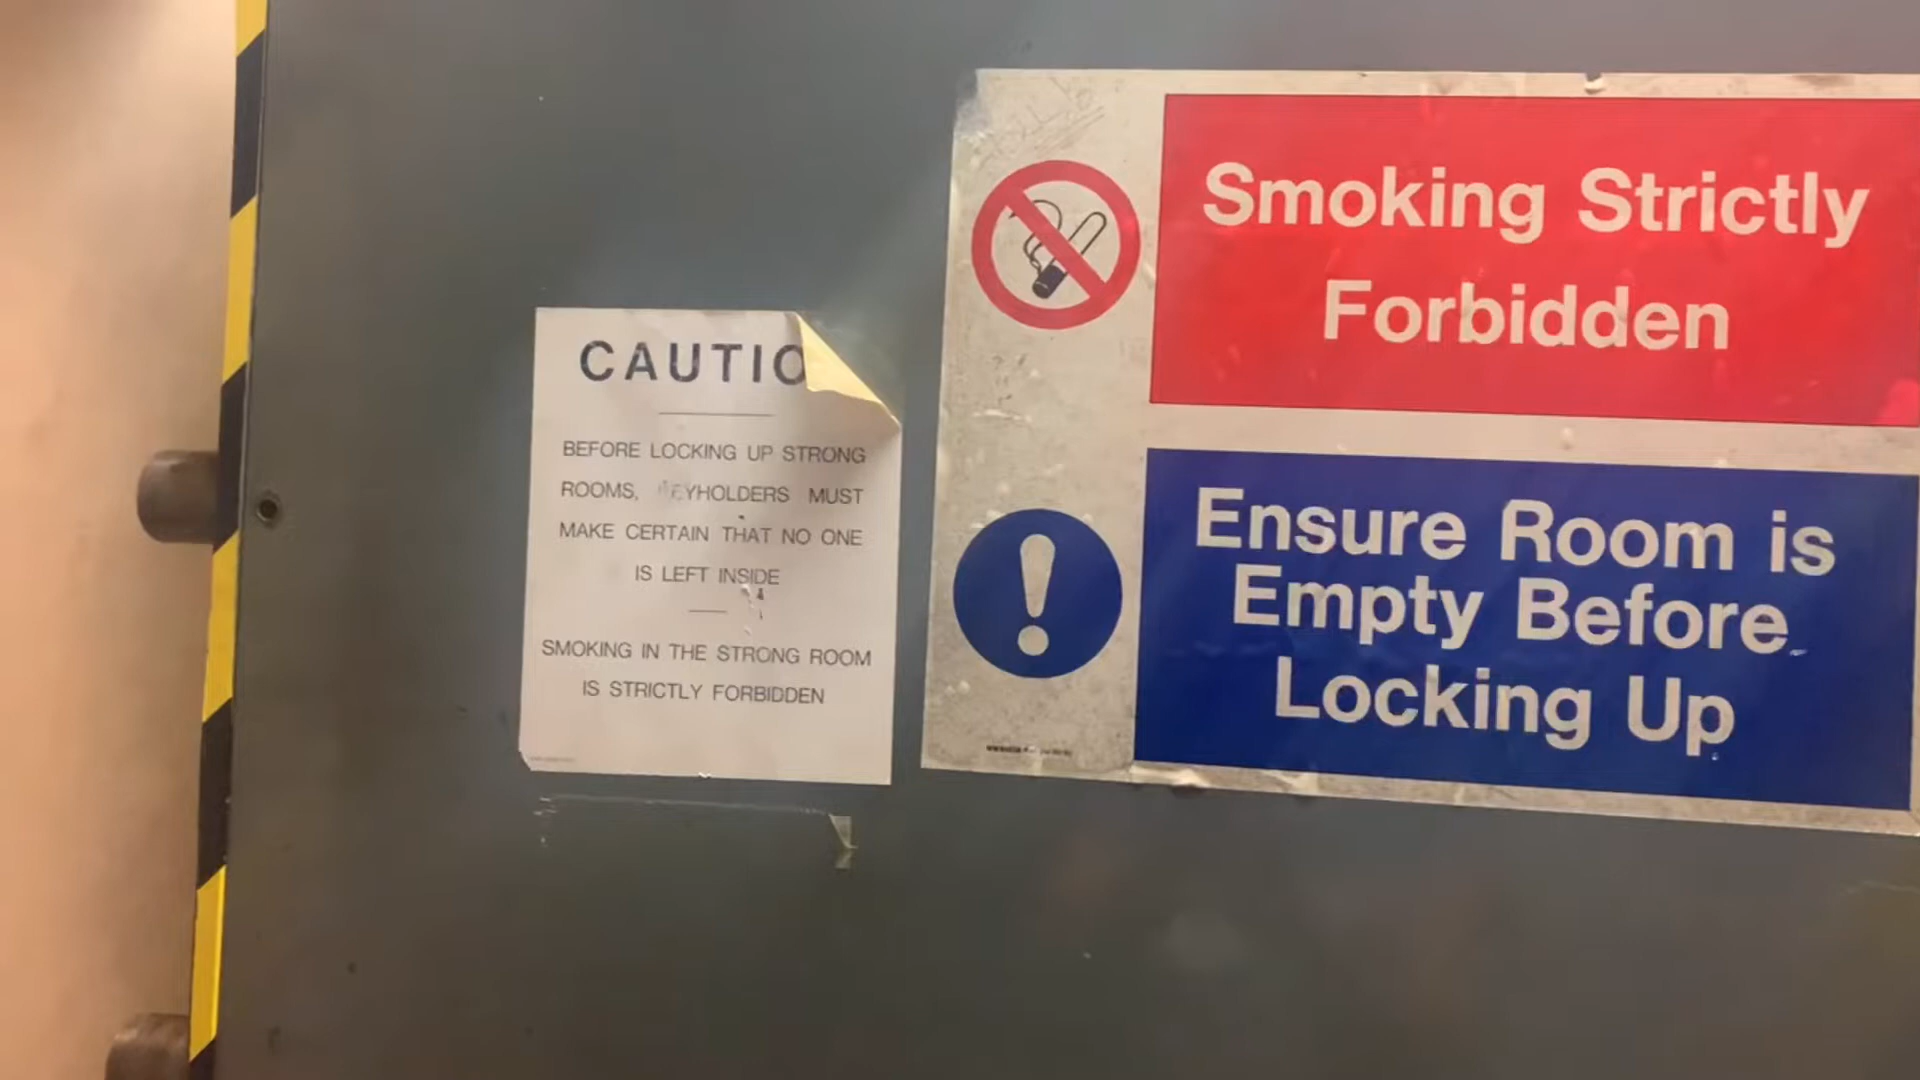 CAUTIO
BEFORE LOCKING UP STRONG
ROOMS, EYHOLDERS MUST
MAKE CERTAIN THAT NO ONE
IS LEFT INSIDE
SMOKING IN THE STRONG ROOM
IS STRICTLY FORBIDDEN
Smoking Strictly
Forbidden
Ensure Room is
Empty Before
Locking Up